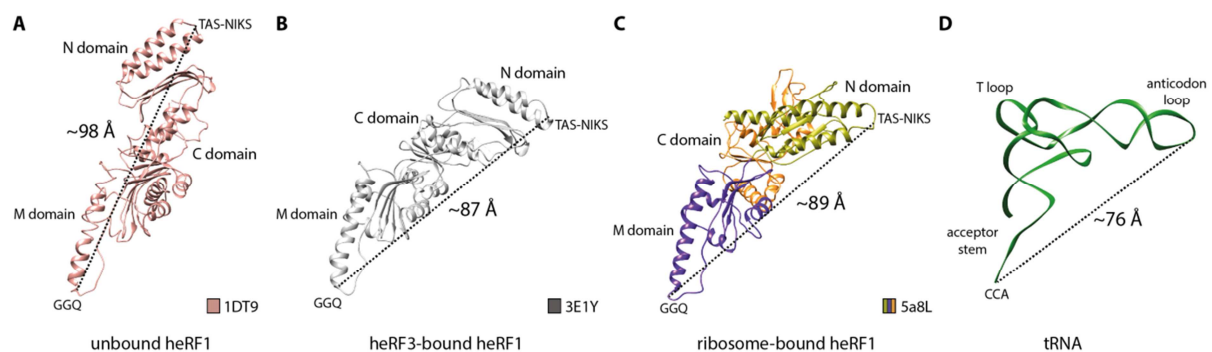 A
TAS-NIKS
N domain
~98 Å
C domain
M domain
GGQ
1DT9
unbound heRF1
B
N domain
C domain
TAS-NIKS
M domain
~87 Å
GGQ
3E1Y
heRF3-bound heRF1
C
N domain
TAS-NIKS
C domain
~89 Å
M domain
GGQ
5a8L
ribosome-bound heRF1
D
T loop
anticodon
loop
~76 Å
acceptor
stem
CCA
tRNA